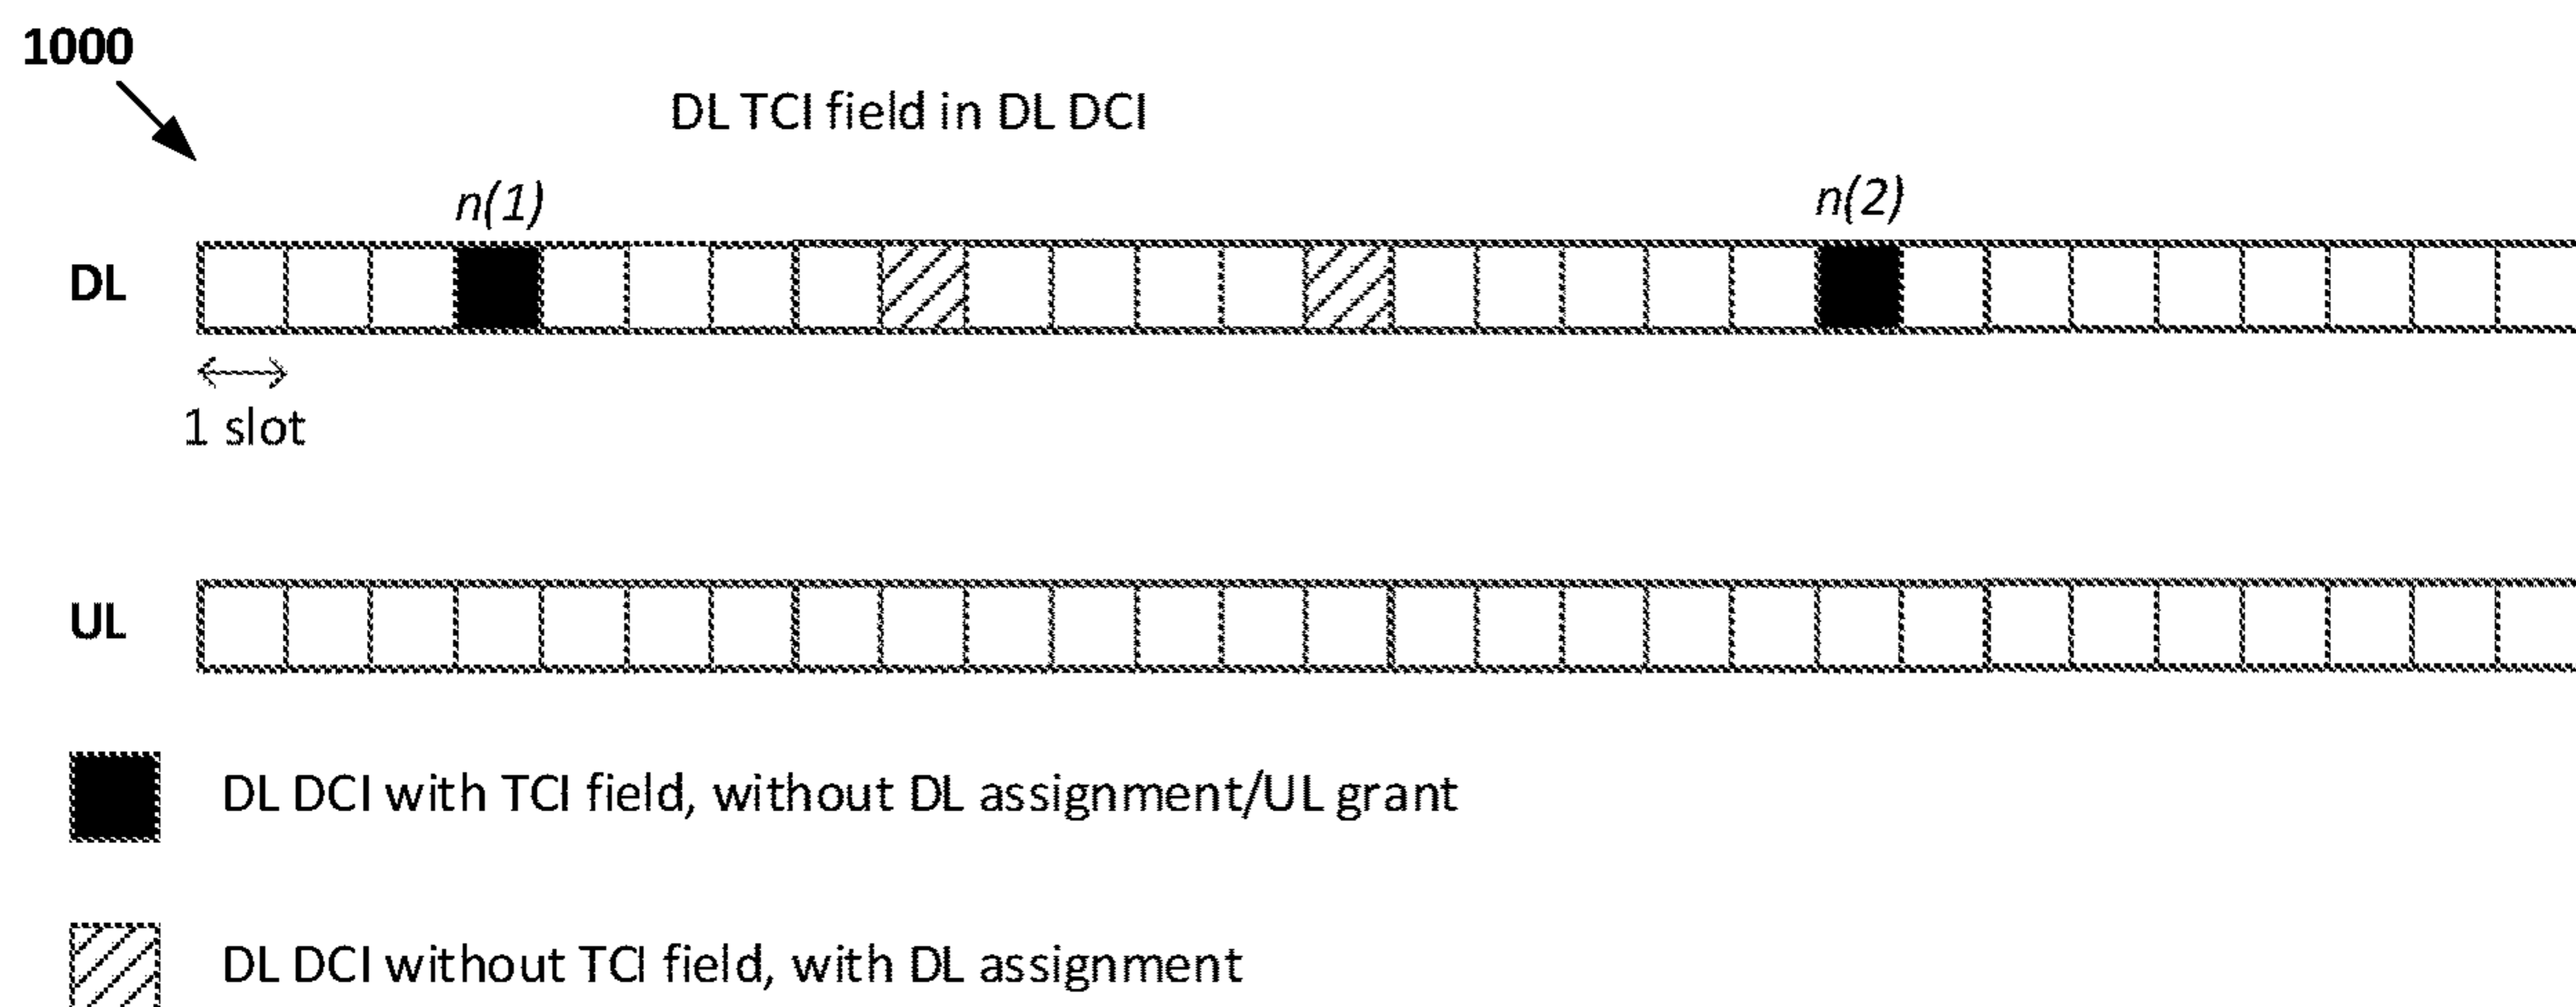 1000
DL TCI field in DL DCI
n(1)
n(2)
DL
1 slot
UL
DL DCI with TCI field, without DL assignment/UL grant
DL DCI without TCI field, with DL assignment